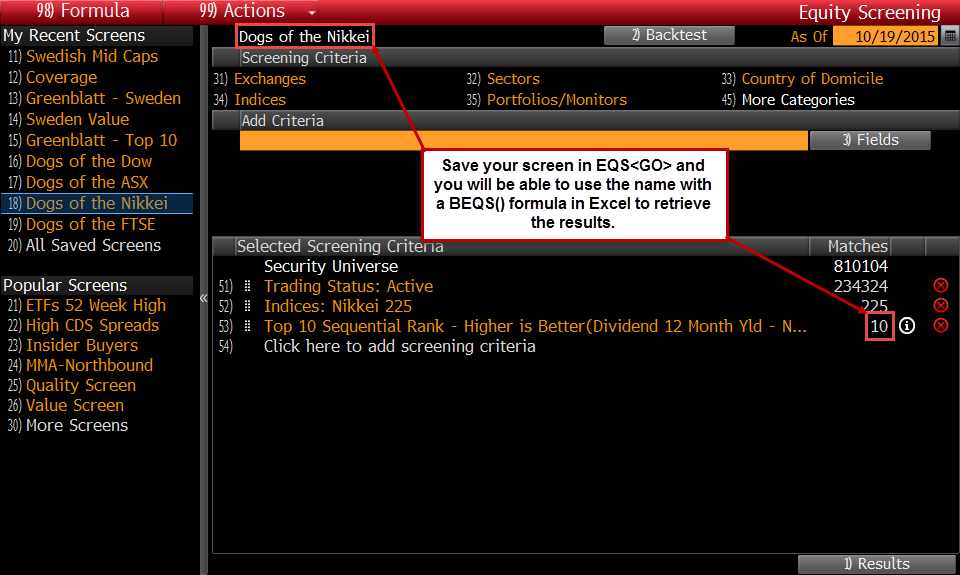 98) Formula 99) Actions Equity Screening
My Recent Screens
11) Swedish Mid Caps
12) Coverage
13) Greenblatt - Sweden
14) Sweden Value
15) Greenblatt - Top 10
16) Dogs of the Dow
17) Dogs of the ASX
18) Dogs of the Nikkei
19) Dogs of the FTSE
20) All Saved Screens
Popular Screens
21) ETFs 52 Week High
22) High CDS Spreads
23) Insider Buyers
24) MMA-Northbound
25) Quality Screen
26) Value Screen
30) More Screens
«
Dogs of the Nikkei 2) Backtest As Of 10/19/2015
Screening Criteria
31) Exchanges 32) Sectors 33) Country of Domicile
34) Indices 35) Portfolios/Monitors 45) More Categories
Add Criteria
3) Fields
Save your screen in EQS<GO> and
you will be able to use the name with
a BEQS() formula in Excel to retrieve
the results.
Selected Screening Criteria Matches
Security Universe 810104
51) Trading Status: Active 234324
52) Indices: Nikkei 225 225
53) Top 10 Sequential Rank - Higher is Better(Dividend 12 Month Yld - N... 10
54) Click here to add screening criteria
1) Results